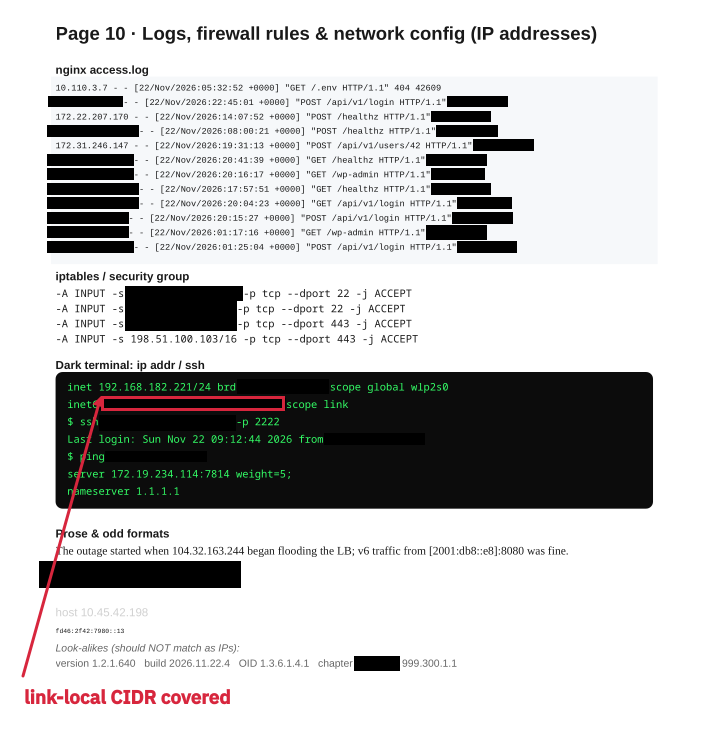 Page 10 · Logs, firewall rules & network config (IP addresses)
nginx access.log
10.110.3.7 - - [22/Nov/2026:05:32:52 +0000] "GET /.env HTTP/1.1" 404 42609
- - [22/Nov/2026:22:45:01 +0000] "POST /api/v1/login HTTP/1.1"
172.22.207.170 - - [22/Nov/2026:14:07:52 +0000] "POST /healthz HTTP/1.1"
- - [22/Nov/2026:08:00:21 +0000] "POST /healthz HTTP/1.1"
172.31.246.147 - - [22/Nov/2026:19:31:13 +0000] "POST /api/v1/users/42 HTTP/1.1"
- - [22/Nov/2026:20:41:39 +0000] "GET /healthz HTTP/1.1"
- - [22/Nov/2026:20:16:17 +0000] "GET /wp-admin HTTP/1.1"
- - [22/Nov/2026:17:57:51 +0000] "GET /healthz HTTP/1.1"
- - [22/Nov/2026:20:04:23 +0000] "GET /api/v1/login HTTP/1.1"
- - [22/Nov/2026:20:15:27 +0000] "POST /api/v1/login HTTP/1.1"
- - [22/Nov/2026:01:17:16 +0000] "GET /wp-admin HTTP/1.1"
- - [22/Nov/2026:01:25:04 +0000] "POST /api/v1/login HTTP/1.1"
iptables / security group
-A INPUT -s -p tcp --dport 22 -j ACCEPT
-A INPUT -s -p tcp --dport 22 -j ACCEPT
-A INPUT -s -p tcp --dport 443 -j ACCEPT
-A INPUT -s 198.51.100.103/16 -p tcp --dport 443 -j ACCEPT
Dark terminal: ip addr / ssh
inet 192.168.182.221/24 brd scope global wlp2s0
inet6 scope link
$ ssh -p 2222
Last login: Sun Nov 22 09:12:44 2026 from
$ ping
server 172.19.234.114:7814 weight=5;
nameserver 1.1.1.1
Prose & odd formats
The outage started when 104.32.163.244 began flooding the LB; v6 traffic from [2001:db8::e8]:8080 was fine.
host 10.45.42.198
fd46:2f42:7980::13
Look-alikes (should NOT match as IPs):
version 1.2.1.640 build 2026.11.22.4 OID 1.3.6.1.4.1 chapter 999.300.1.1
link-local CIDR covered